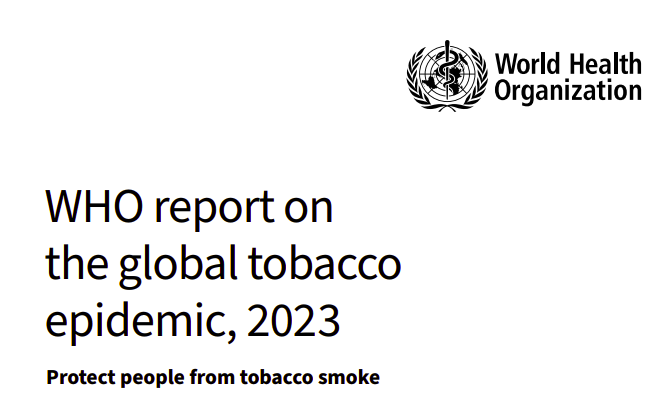 World Health
Organization
WHO report on
the global tobacco
epidemic, 2023
Protect people from tobacco smoke